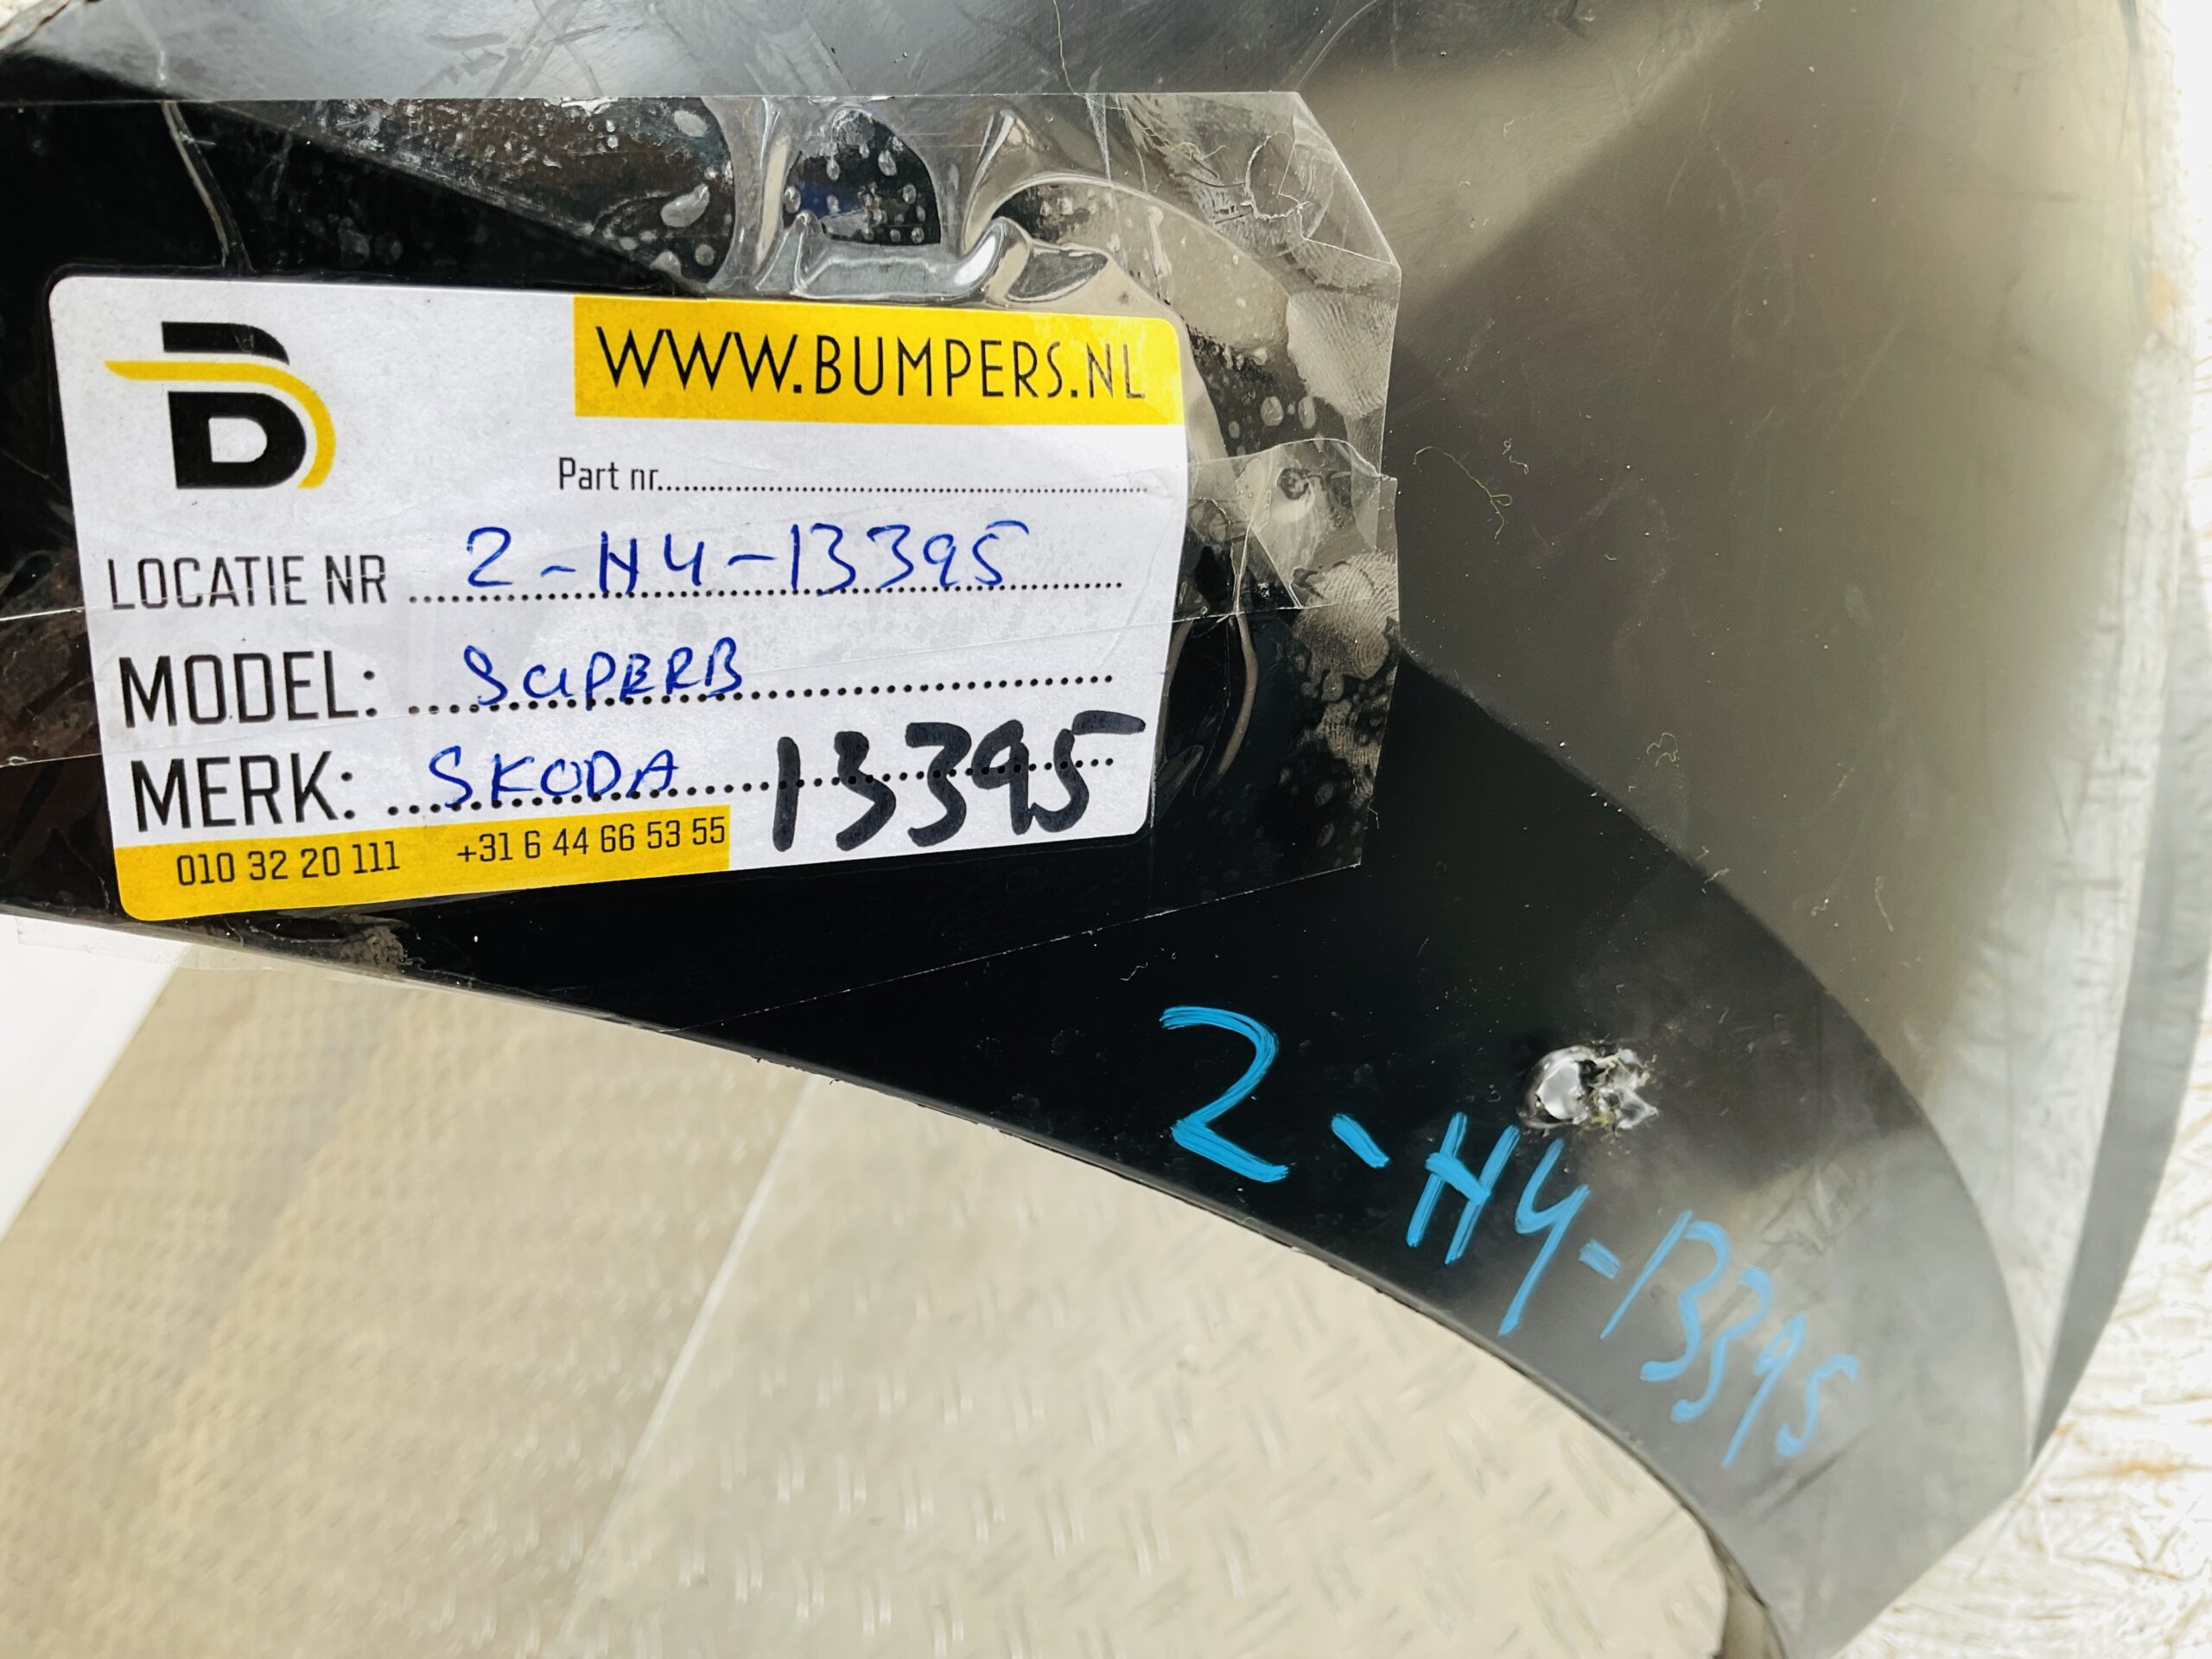 WWW.BUMPERS.NL
Part nr.............................................................
LOCATIE NR 2-H4-13395
MODEL: SUPERB
MERK: SKODA 13395
010 32 20 111 +31 6 44 66 53 55
2-H4-13395